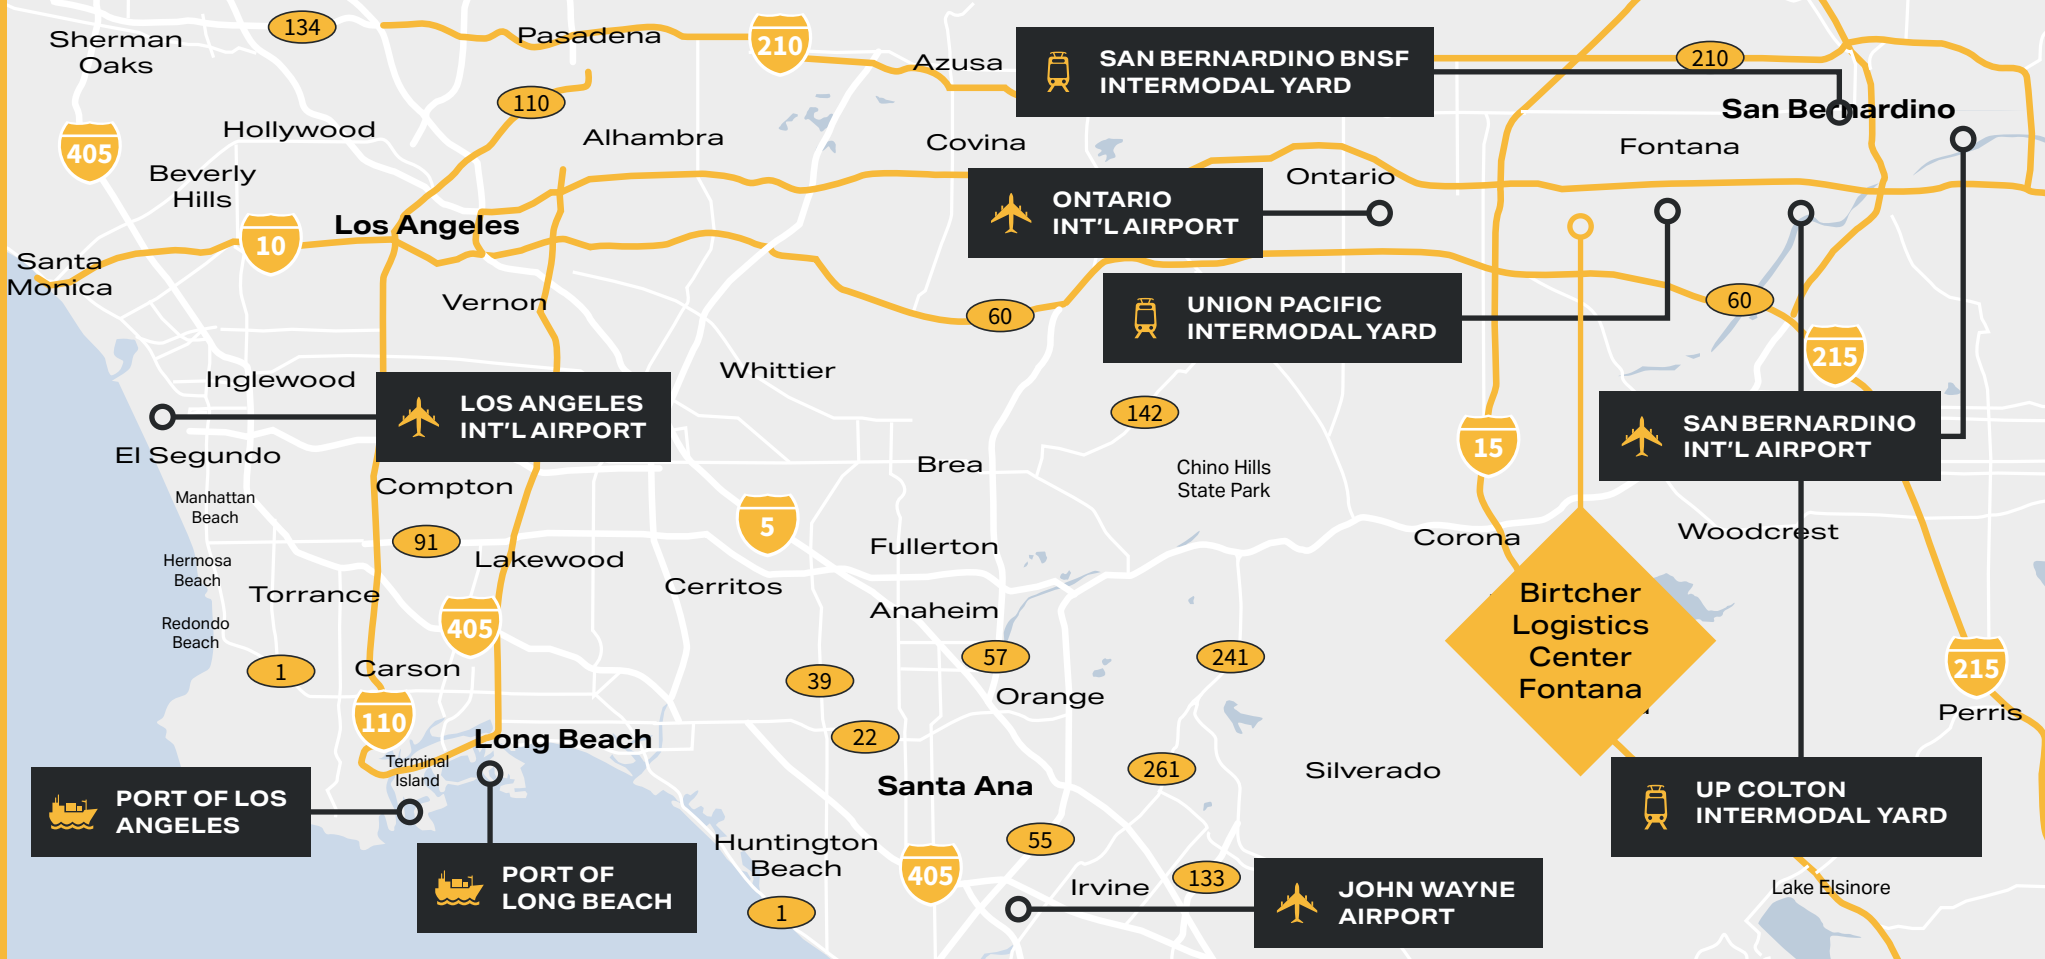 134
Sherman
Oaks
Pasadena
210
Azusa
SAN BERNARDINO BNSF
INTERMODAL YARD
210
San Bernardino
110
Hollywood
Alhambra
Covina
Fontana
405
Beverly
Hills
Ontario
ONTARIO
INT'L AIRPORT
Los Angeles
10
Santa
Monica
Vernon
60
UNION PACIFIC
INTERMODAL YARD
60
215
Inglewood
Whittier
LOS ANGELES
INT'L AIRPORT
142
SAN BERNARDINO
INT'L AIRPORT
15
El Segundo
Brea
Chino Hills
State Park
Compton
Manhattan
Beach
5
91
Lakewood
Fullerton
Corona
Woodcrest
Hermosa
Beach
Torrance
Cerritos
Anaheim
Birtcher
Logistics
Center
Fontana
405
Redondo
Beach
1
Carson
57
241
215
39
Orange
Perris
110
22
Long Beach
Terminal
Island
261
Silverado
Santa Ana
PORT OF LOS
ANGELES
UP COLTON
INTERMODAL YARD
55
Huntington
Beach
405
PORT OF
LONG BEACH
Irvine
133
JOHN WAYNE
AIRPORT
Lake Elsinore
1